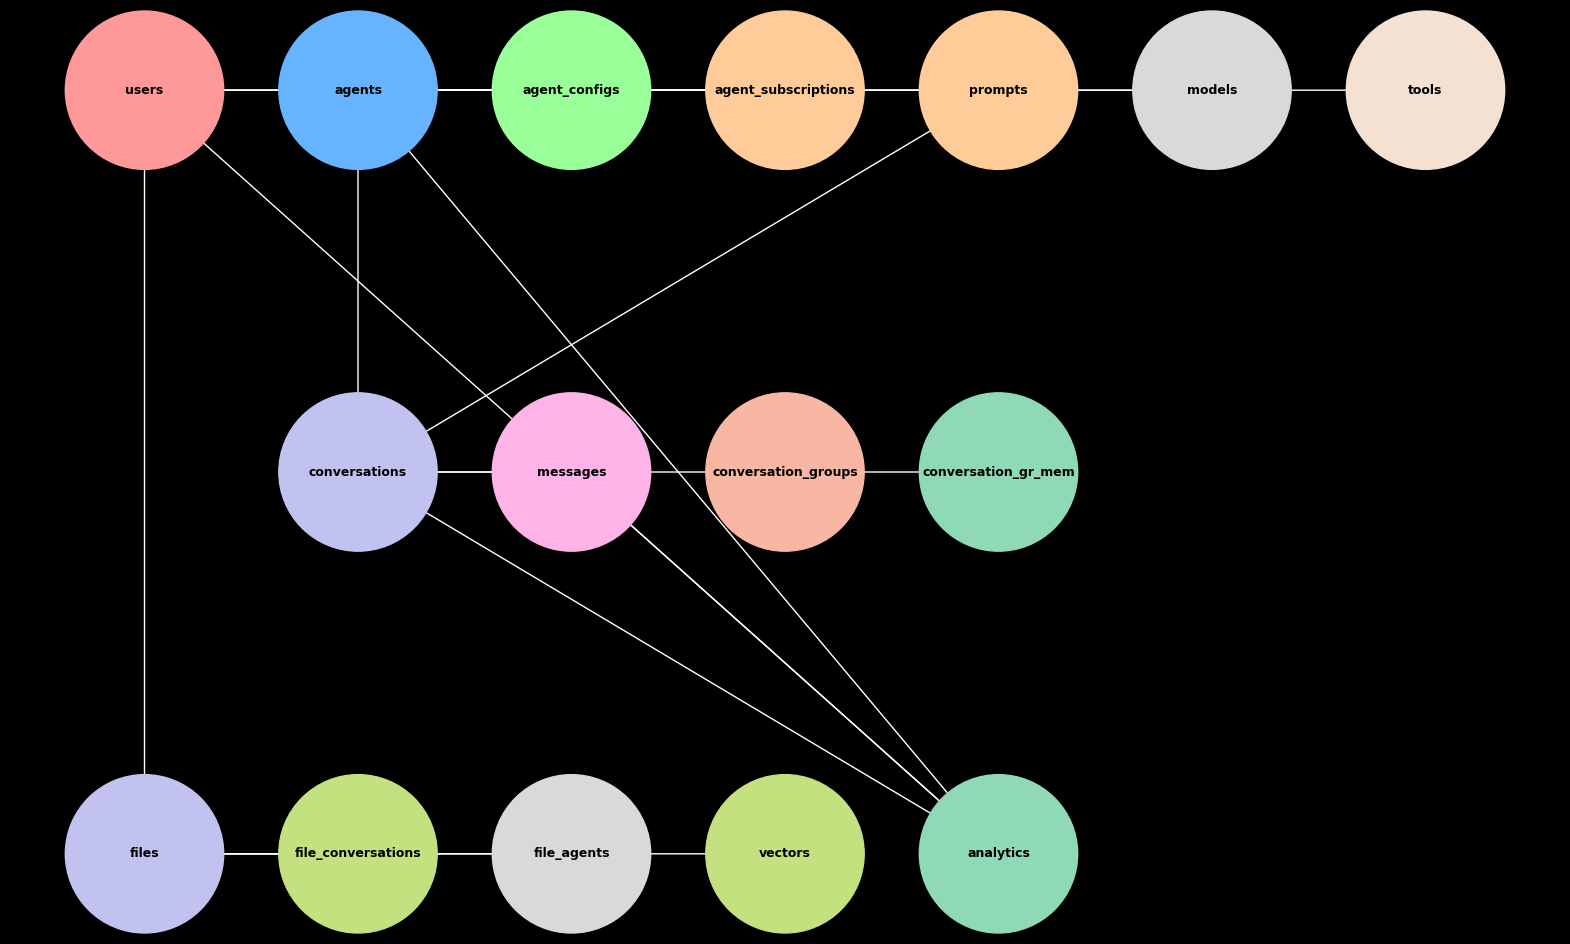 users
agents
agent_configs
agent_subscriptions
prompts
models
tools
conversations
messages
conversation_groups
conversation_gr_mem
files
file_conversations
file_agents
vectors
analytics